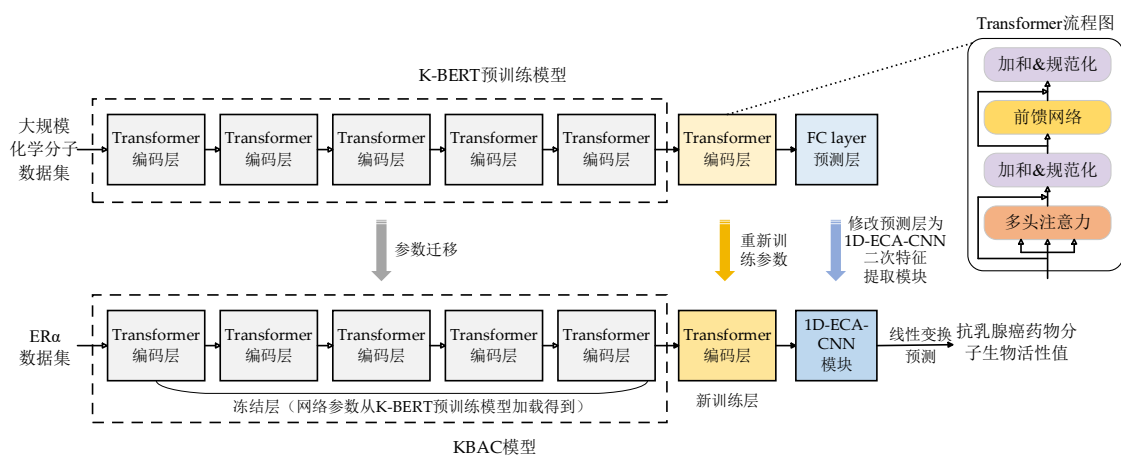 Transformer流程图
加和&规范化
前馈网络
加和&规范化
多头注意力
K-BERT预训练模型
大规模
化学分子
数据集
Transformer
编码层
Transformer
编码层
Transformer
编码层
Transformer
编码层
Transformer
编码层
Transformer
编码层
FC layer
预测层
参数迁移
重新训
练参数
修改预测层为
1D-ECA-CNN
二次特征
提取模块
ERα
数据集
Transformer
编码层
Transformer
编码层
Transformer
编码层
Transformer
编码层
Transformer
编码层
Transformer
编码层
1D-ECA-
CNN
模块
线性变换
预测
抗乳腺癌药物分
子生物活性值
冻结层（网络参数从K-BERT预训练模型加载得到）
新训练层
KBAC模型